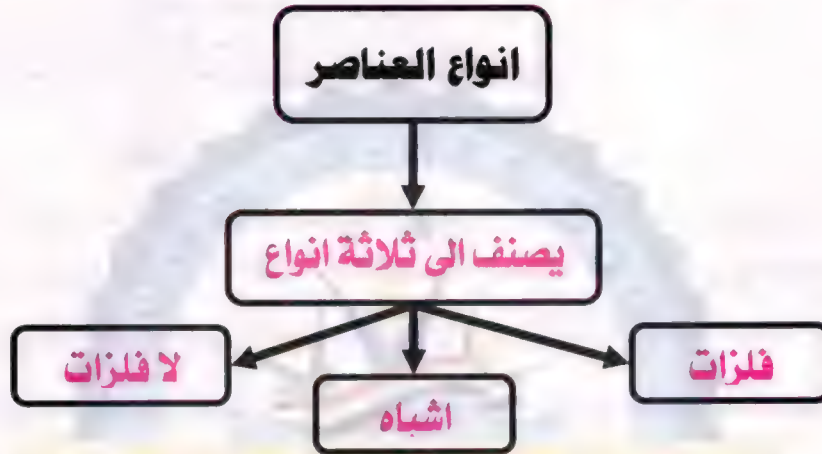 انواع العناصر
يصنف الى ثلاثة انواع
فلزات
اشباه
لا فلزات